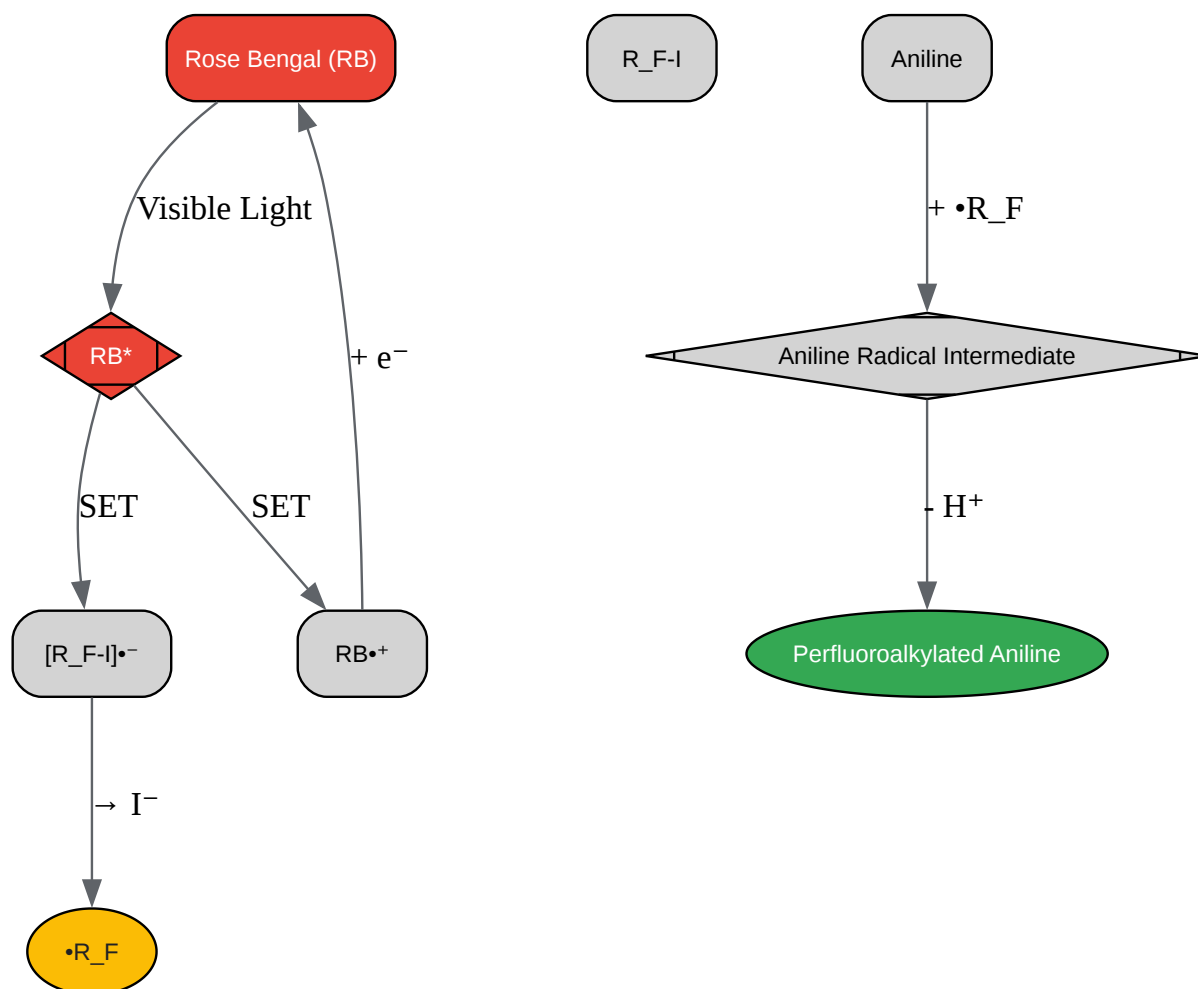 Rose Bengal (RB)
R_F-I
Aniline
Visible Light
+ •R_F
RB*
+ e⁻
Aniline Radical Intermediate
SET
SET
- H⁺
[R_F-I]•⁻
RB•⁺
Perfluoroalkylated Aniline
→ I⁻
•R_F